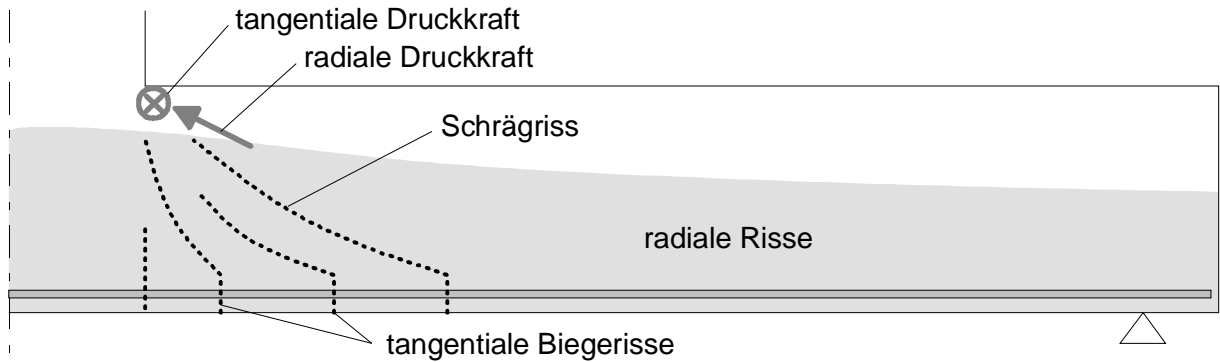 tangentiale Druckkraft
radiale Druckkraft
Schrägriss
radiale Risse
tangentiale Biegerisse